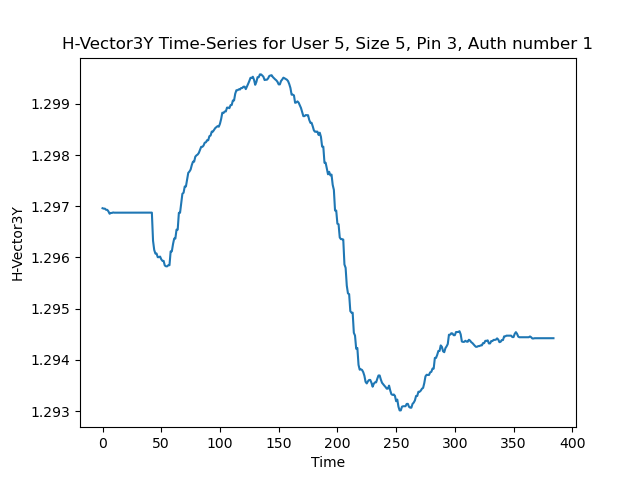 H-Vector3Y Time-Series for User 5, Size 5, Pin 3, Auth number 1
1.299
1.298
1.297
1.296
1.295
1.294
1.293
H-Vector3Y
0 50 100 150 200 250 300 350 400
Time